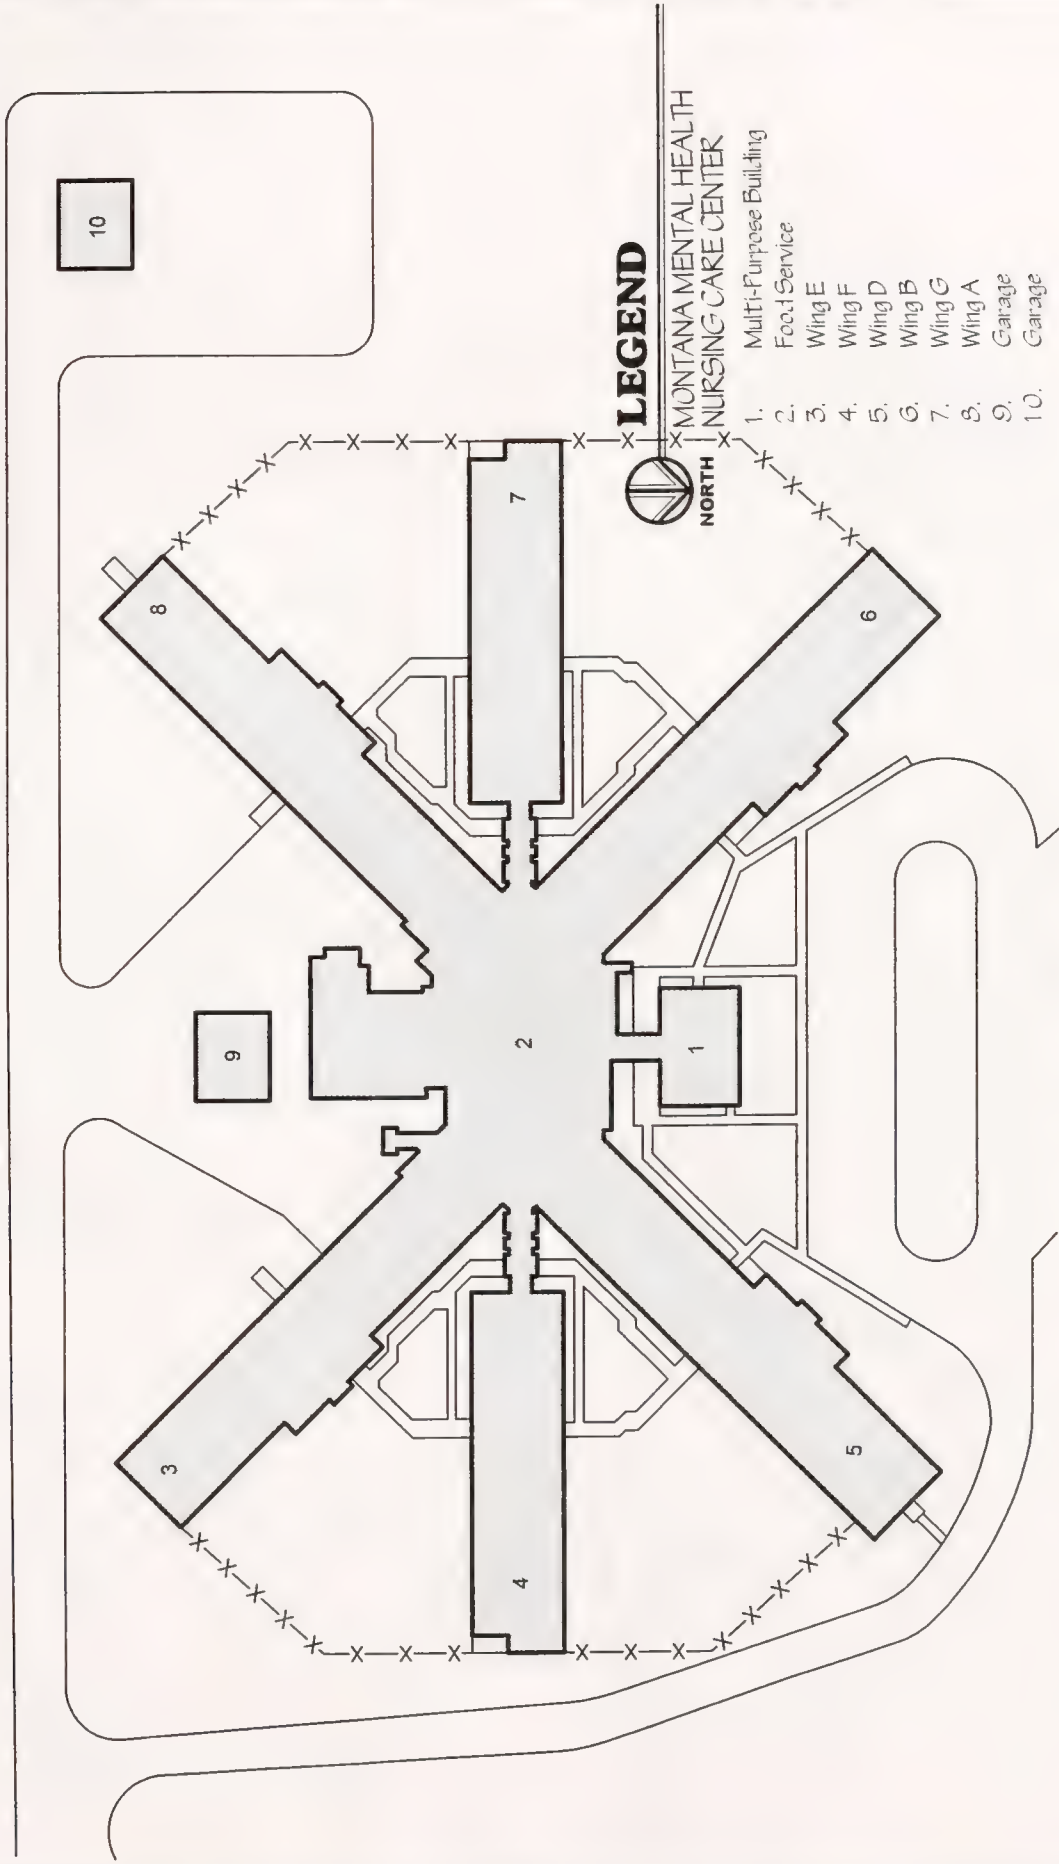 LEGEND
MONTANA MENTAL HEALTH
NURSING CARE CENTER
1. Multi-Purpose Building
2. Food Service
3. Wing E
4. Wing F
5. Wing D
6. Wing B
7. Wing G
8. Wing A
9. Garage
10. Garage
NORTH
10
9
8
7
6
5
4
3
2
1